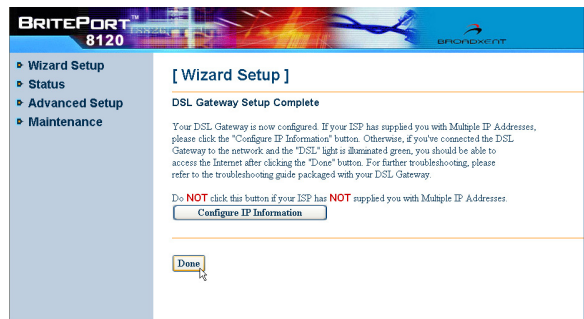 BRITEPORT™
8120
BROADXENT
Wizard Setup
Status
Advanced Setup
Maintenance
[ Wizard Setup ]
DSL Gateway Setup Complete
Your DSL Gateway is now configured. If your ISP has supplied you with Multiple IP Addresses,
please click the "Configure IP Information" button. Otherwise, if you've connected the DSL
Gateway to the network and the "DSL" light is illuminated green, you should be able to
access the Internet after clicking the "Done" button. For further troubleshooting, please
refer to the troubleshooting guide packaged with your DSL Gateway.
Do NOT click this button if your ISP has NOT supplied you with Multiple IP Addresses.
Configure IP Information
Done